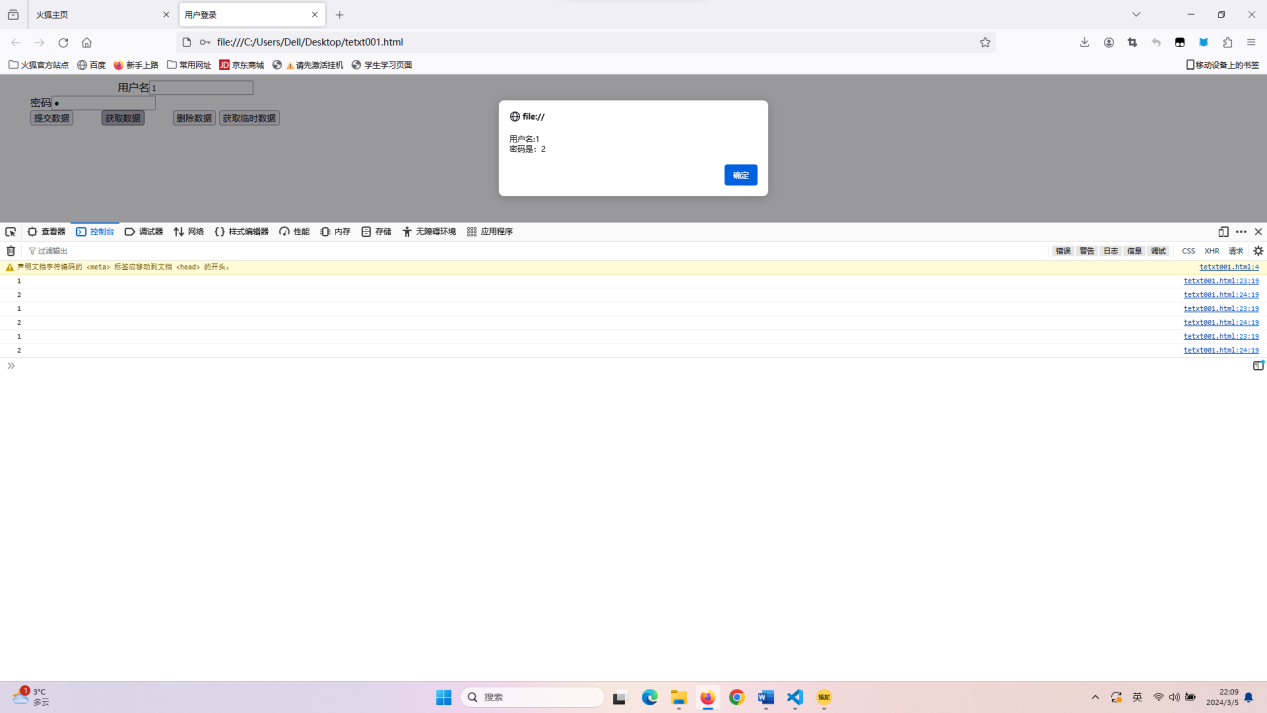 火狐主页
用户登录
file:///C:/Users/Dell/Desktop/tetxt001.html
火狐官方站点 百度 新手上路 常用网址 JD 京东商城 请先激活挂机 学生学习页面 移动设备上的书签
用户名 1
密码 ●
提交数据 获取数据 删除数据 获取临时数据
file://
用户名:1
密码是：2
确定
查看器 控制台 调试器 网络 样式编辑器 性能 内存 存储 无障碍环境 应用程序
过滤输出 错误 警告 日志 信息 调试 CSS XHR 请求
声明文档字符编码的 <meta> 标签应移动到文档 <head> 的开头。 tetxt001.html:4
1 tetxt001.html:23:19
2 tetxt001.html:24:19
1 tetxt001.html:23:19
2 tetxt001.html:24:19
1 tetxt001.html:23:19
2 tetxt001.html:24:19
1
3°C
多云
搜索
英
22:09
2024/3/5